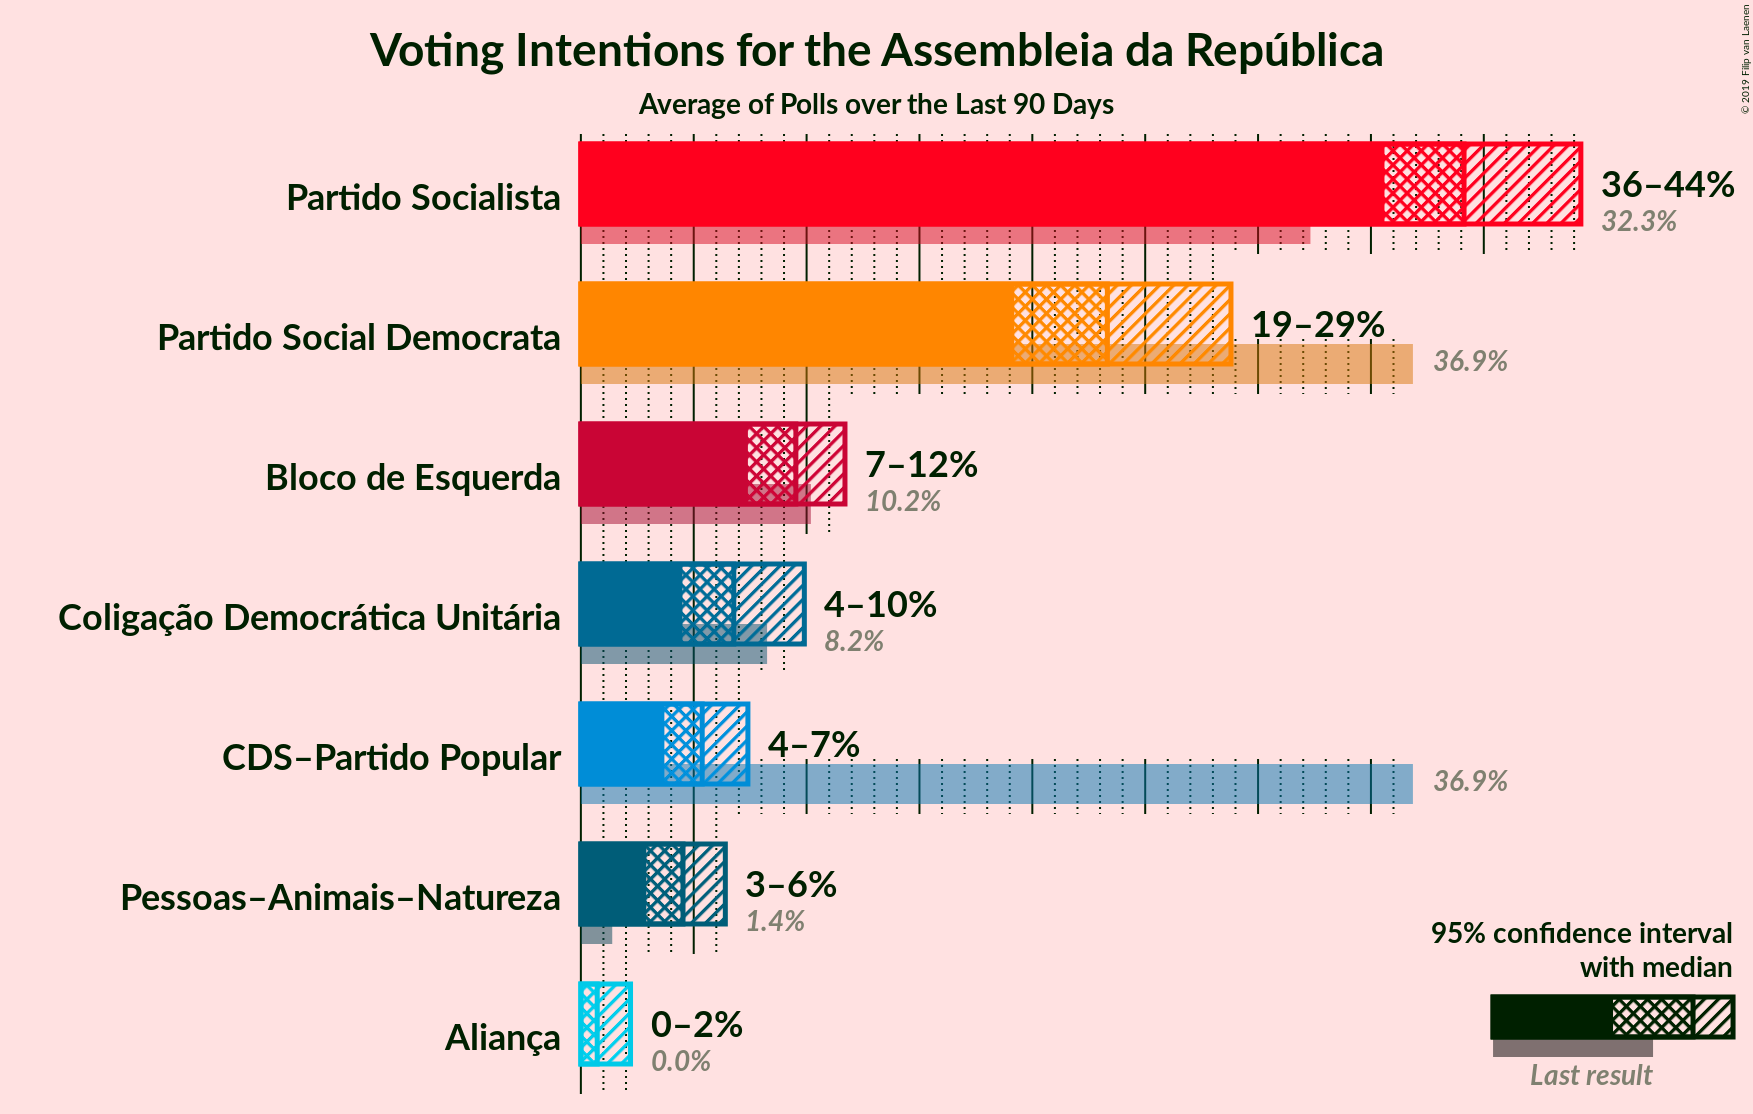 Voting Intentions for the Assembleia da República
Average of Polls over the Last 90 Days
© 2019 Filip van Laenen
Partido Socialista
36–44%
32.3%
Partido Social Democrata
19–29%
36.9%
Bloco de Esquerda
7–12%
10.2%
Coligação Democrática Unitária
4–10%
8.2%
CDS–Partido Popular
4–7%
36.9%
Pessoas–Animais–Natureza
3–6%
1.4%
Aliança
0–2%
0.0%
95% confidence interval
with median
Last result